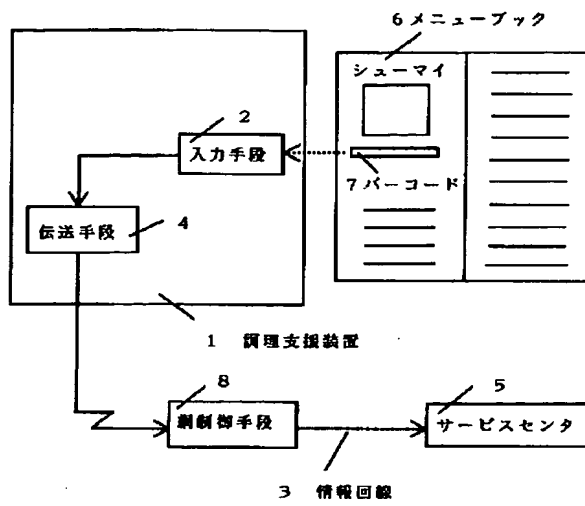 6 メニューブック
シューマイ
2
入力手段
7 バーコード
伝送手段
4
1 調理支援装置
8
網制御手段
5
サービスセンタ
3 情報回線